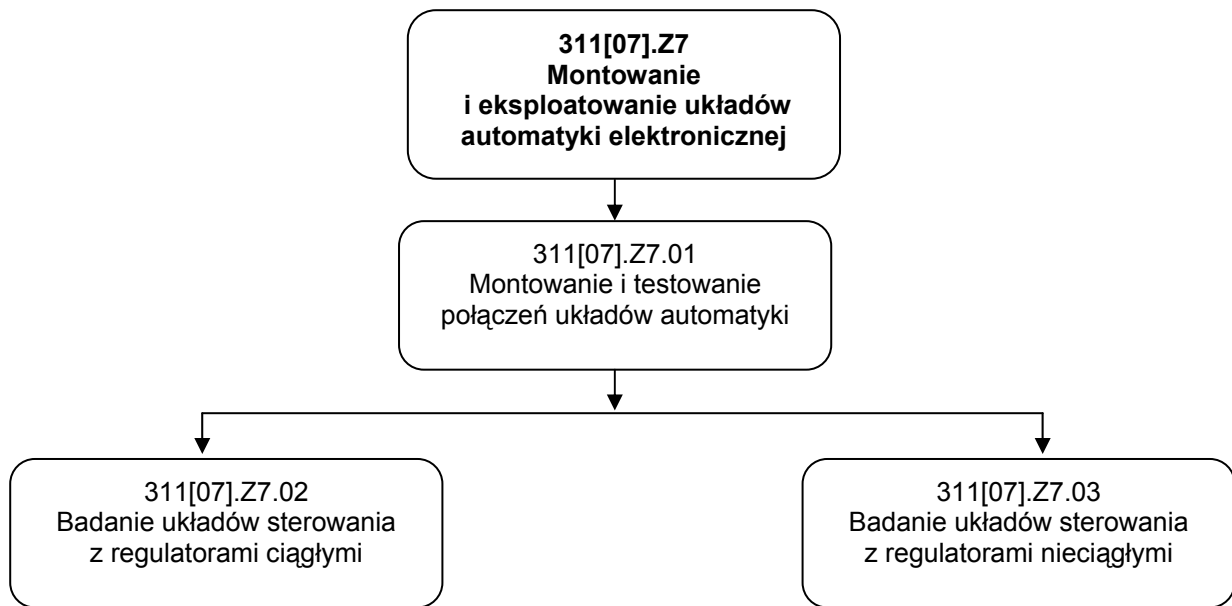 311[07].Z7
Montowanie
i eksploatowanie układów
automatyki elektronicznej
311[07].Z7.01
Montowanie i testowanie
połączeń układów automatyki
311[07].Z7.02
Badanie układów sterowania
z regulatorami ciągłymi
311[07].Z7.03
Badanie układów sterowania
z regulatorami nieciągłymi